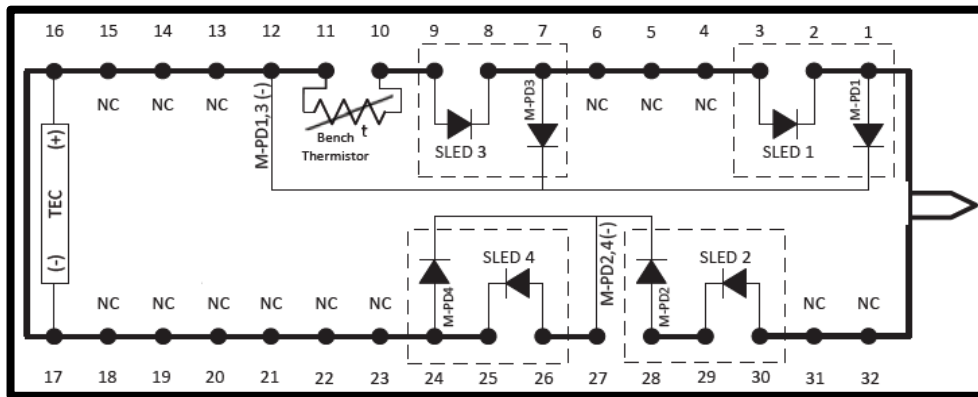 16 15 14 13 12 11 10 9 8 7 6 5 4 3 2 1
NC NC NC NC NC NC
M-PD1,3 (-)
t
Bench
Thermistor
SLED 3
M-PD3
SLED 1
M-PD1
(+)
TEC
(-)
SLED 4
M-PD4
M-PD2,4 (-)
SLED 2
M-PD2
NC NC NC NC NC NC NC NC
17 18 19 20 21 22 23 24 25 26 27 28 29 30 31 32